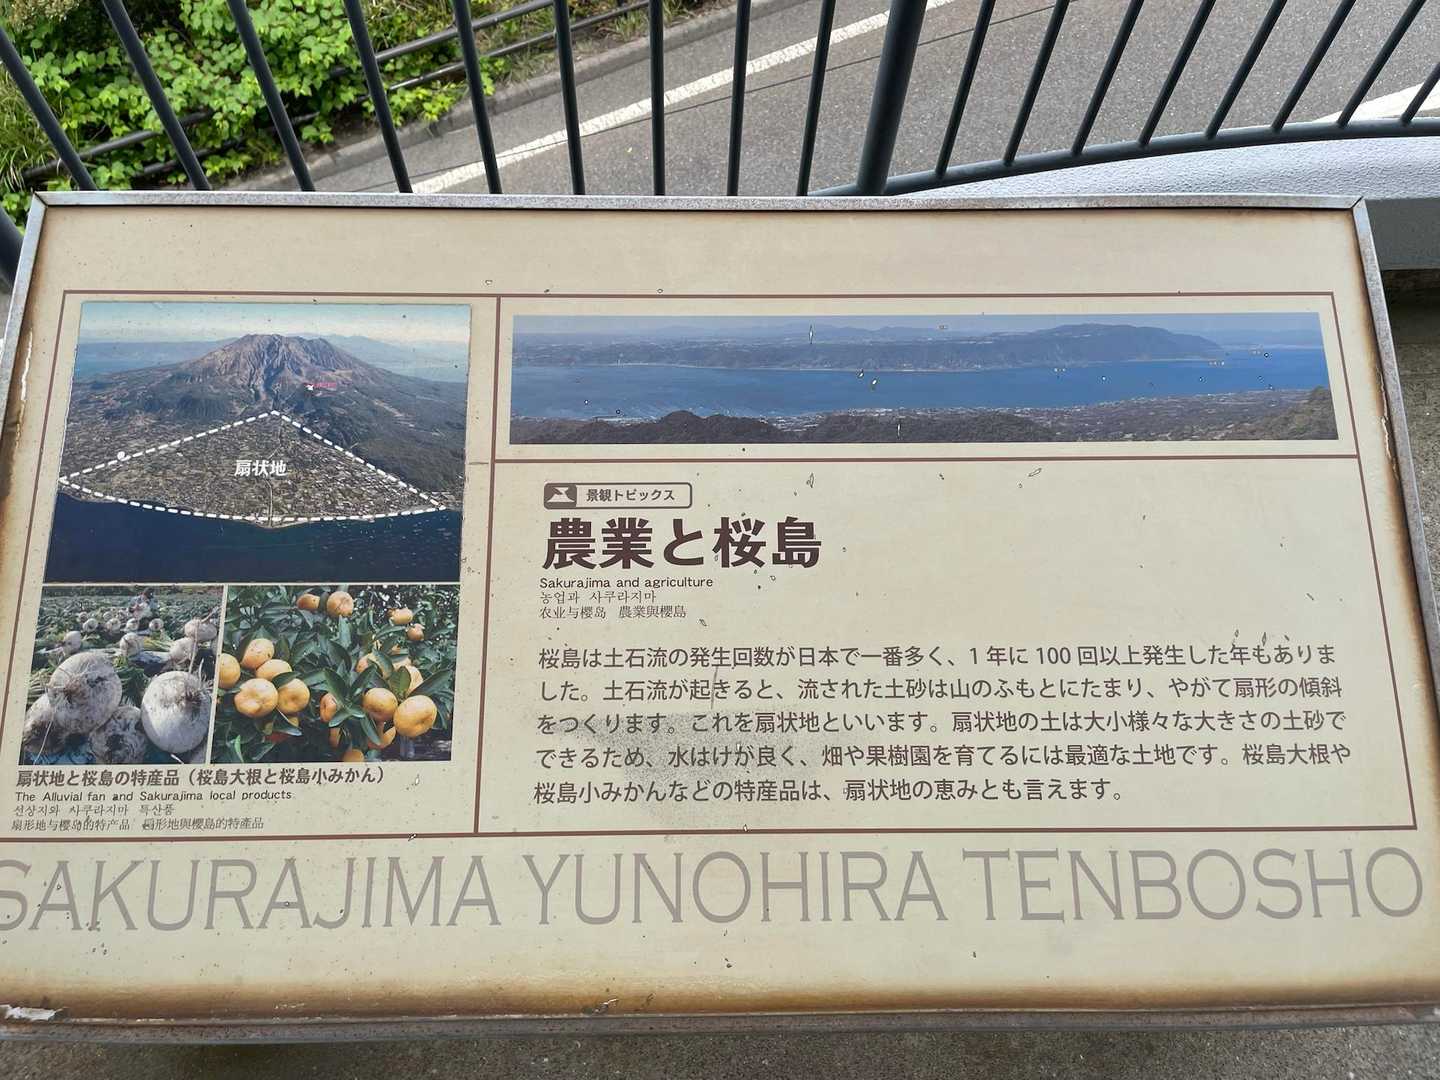 扇状地
扇状地と桜島の特産品（桜島大根と桜島小みかん）
The Alluvial fan and Sakurajima local products
선상지와 사쿠라지마 특산품
扇形地与樱岛的特产品 扇形地與櫻島的特產品
景観トピックス
農業と桜島
Sakurajima and agriculture
농업과 사쿠라지마
农业与樱岛 農業與櫻島
桜島は土石流の発生回数が日本で一番多く、1 年に 100 回以上発生した年もありま
した。土石流が起きると、流された土砂は山のふもとにたまり、やがて扇形の傾斜
をつくります。これを扇状地といいます。扇状地の土は大小様々な大きさの土砂で
できるため、水はけが良く、畑や果樹園を育てるには最適な土地です。桜島大根や
桜島小みかんなどの特産品は、扇状地の恵みとも言えます。
SAKURAJIMA YUNOHIRA TENBOSHO